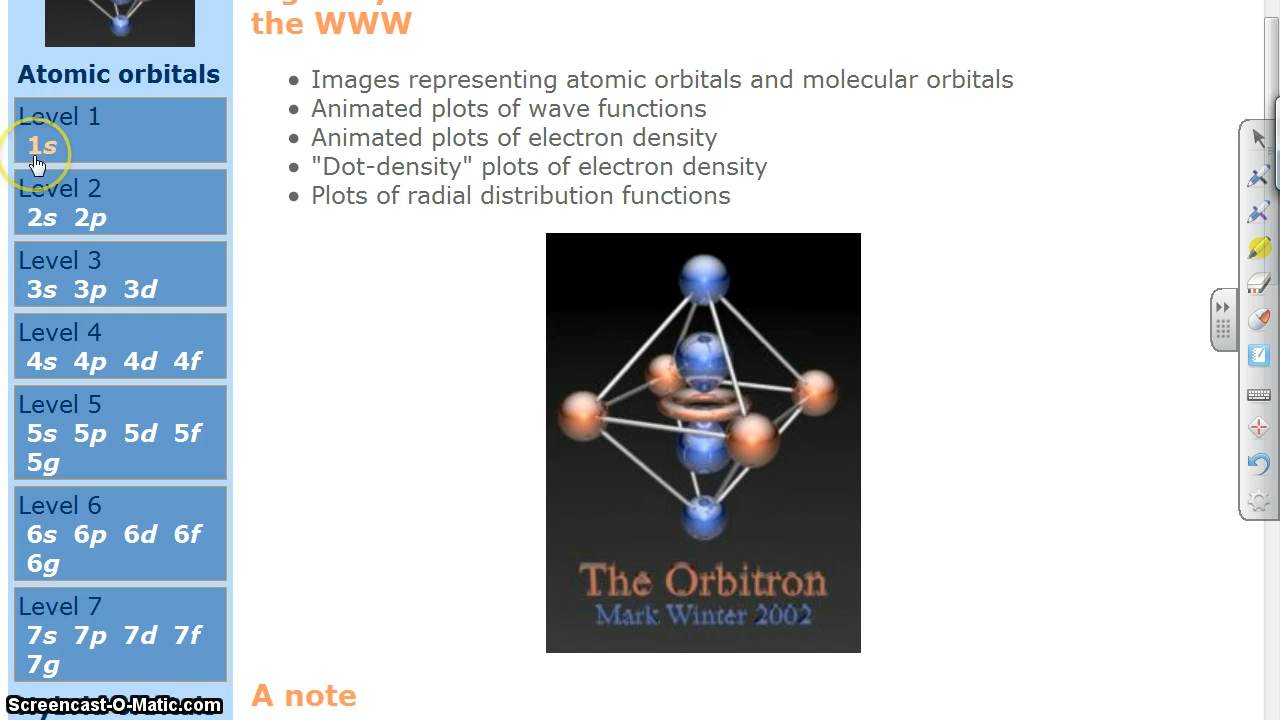 Atomic orbitals
Level 1
1s
Level 2
2s 2p
Level 3
3s 3p 3d
Level 4
4s 4p 4d 4f
Level 5
5s 5p 5d 5f
5g
Level 6
6s 6p 6d 6f
6g
Level 7
7s 7p 7d 7f
7g
Screencast-O-Matic.com
the WWW
• Images representing atomic orbitals and molecular orbitals
• Animated plots of wave functions
• Animated plots of electron density
• "Dot-density" plots of electron density
• Plots of radial distribution functions
The Orbitron
Mark Winter 2002
A note